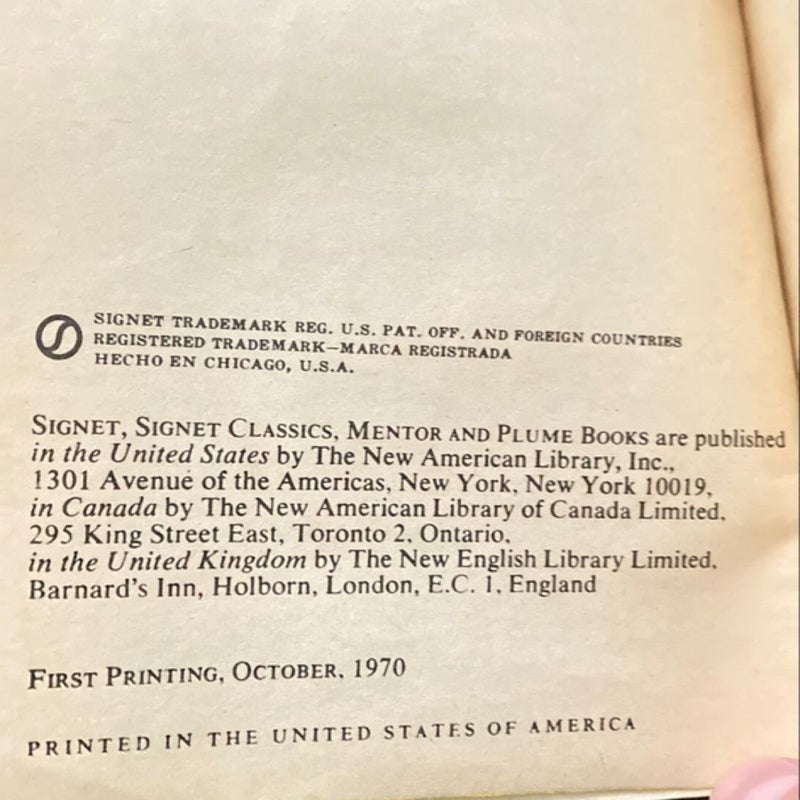 SIGNET TRADEMARK REG. U.S. PAT. OFF. AND FOREIGN COUNTRIES
REGISTERED TRADEMARK—MARCA REGISTRADA
HECHO EN CHICAGO, U.S.A.
SIGNET, SIGNET CLASSICS, MENTOR AND PLUME BOOKS are published
in the United States by The New American Library, Inc.,
1301 Avenue of the Americas, New York, New York 10019,
in Canada by The New American Library of Canada Limited,
295 King Street East, Toronto 2, Ontario,
in the United Kingdom by The New English Library Limited,
Barnard's Inn, Holborn, London, E.C. 1, England
FIRST PRINTING, OCTOBER, 1970
PRINTED IN THE UNITED STATES OF AMERICA